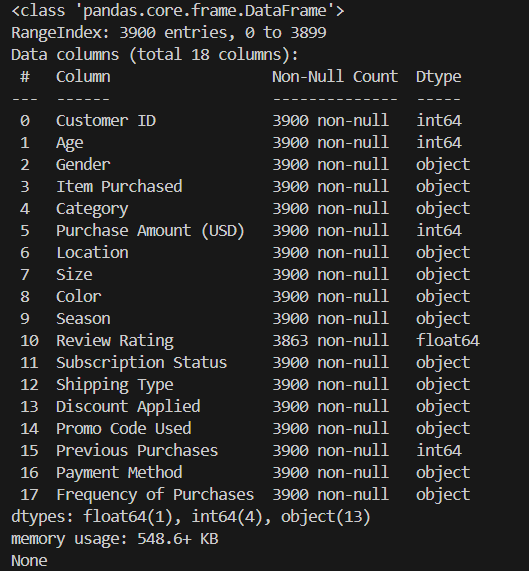 <class 'pandas.core.frame.DataFrame'>
RangeIndex: 3900 entries, 0 to 3899
Data columns (total 18 columns):
 #   Column                  Non-Null Count  Dtype
---  ------                  --------------  -----
 0   Customer ID             3900 non-null   int64
 1   Age                     3900 non-null   int64
 2   Gender                  3900 non-null   object
 3   Item Purchased          3900 non-null   object
 4   Category                3900 non-null   object
 5   Purchase Amount (USD)   3900 non-null   int64
 6   Location                3900 non-null   object
 7   Size                    3900 non-null   object
 8   Color                   3900 non-null   object
 9   Season                  3900 non-null   object
 10  Review Rating           3863 non-null   float64
 11  Subscription Status     3900 non-null   object
 12  Shipping Type           3900 non-null   object
 13  Discount Applied        3900 non-null   object
 14  Promo Code Used         3900 non-null   object
 15  Previous Purchases      3900 non-null   int64
 16  Payment Method          3900 non-null   object
 17  Frequency of Purchases  3900 non-null   object
dtypes: float64(1), int64(4), object(13)
memory usage: 548.6+ KB
None